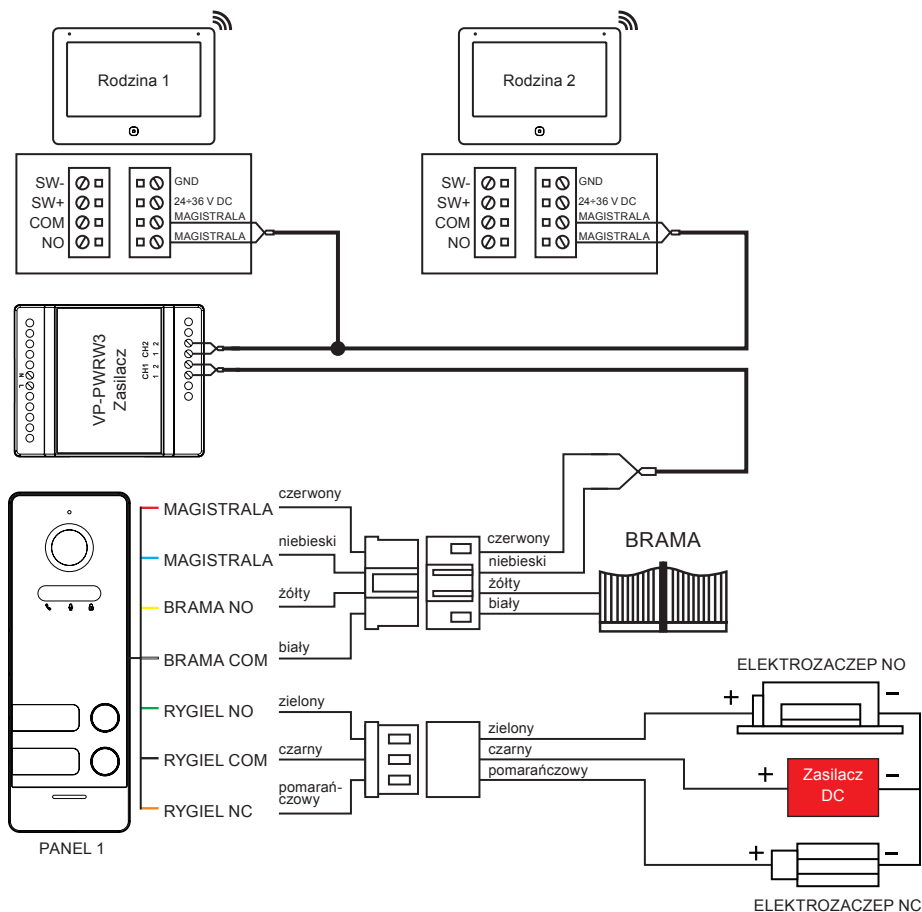 Rodzina 1
Rodzina 2
SW-
SW+
COM
NO
GND
24÷36 V DC
MAGISTRALA
MAGISTRALA
SW-
SW+
COM
NO
GND
24÷36 V DC
MAGISTRALA
MAGISTRALA
N
L
VP-PWRW3
Zasilacz
CH1 CH2
1 2 1 2
MAGISTRALA
czerwony
MAGISTRALA
niebieski
BRAMA NO
żółty
BRAMA COM
biały
RYGIEL NO
zielony
RYGIEL COM
czarny
RYGIEL NC
pomarań-
czowy
PANEL 1
czerwony
niebieski
żółty
biały
BRAMA
zielony
czarny
pomarańczowy
ELEKTROZACZEP NO
+ −
+ Zasilacz −
DC
+ −
ELEKTROZACZEP NC